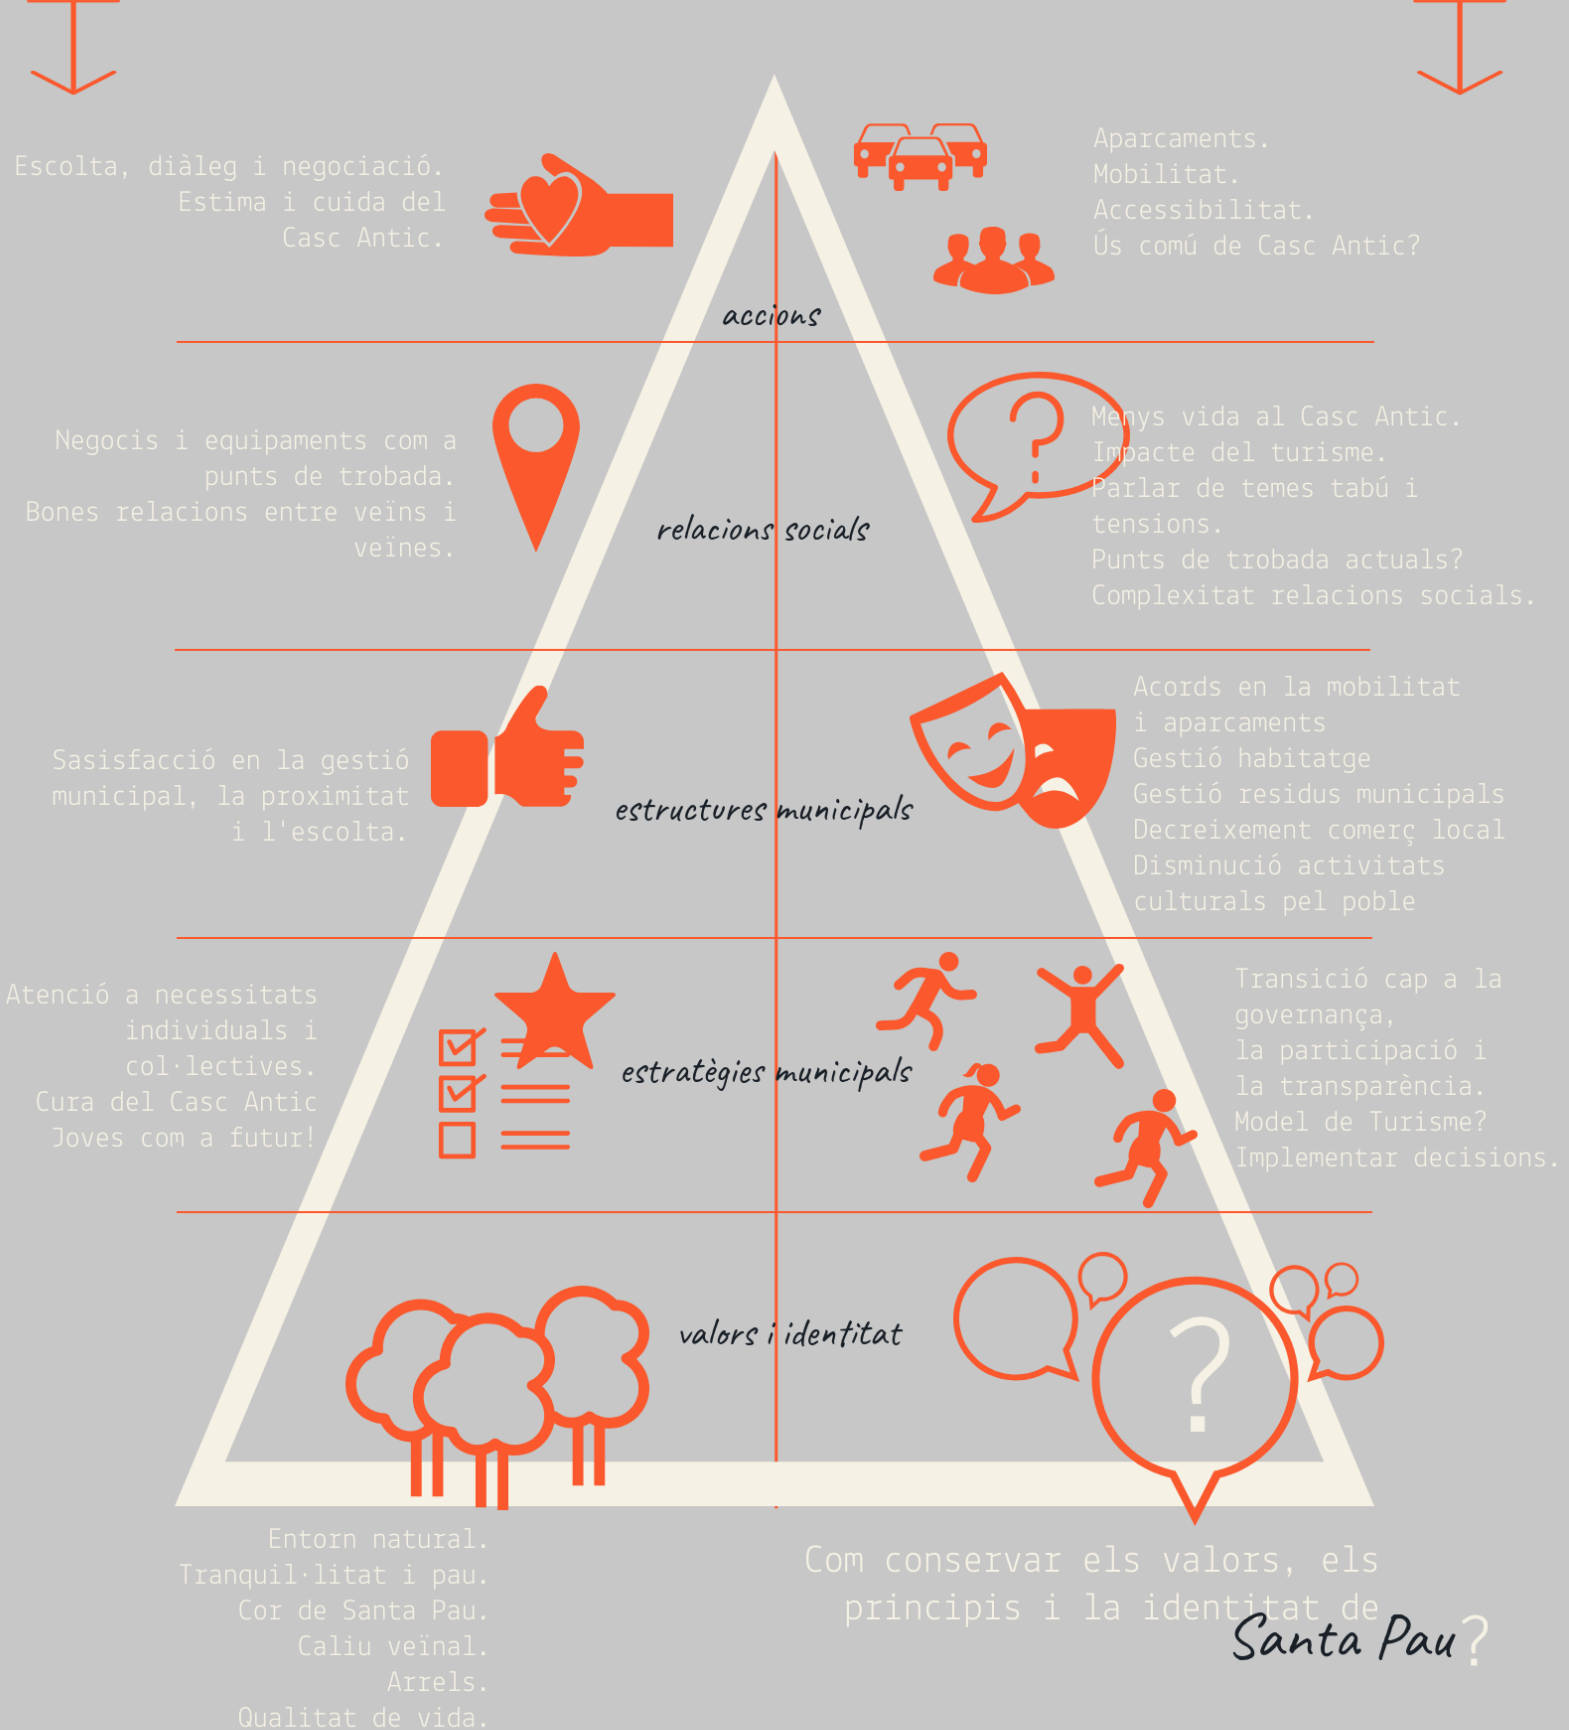 Escolta, diàleg i negociació.
Estima i cuida del
Casc Antic.
Aparcaments.
Mobilitat.
Accessibilitat.
Ús comú de Casc Antic?
accions
Negocis i equipaments com a
punts de trobada.
Bones relacions entre veïns i
veïnes.
?
Menys vida al Casc Antic.
Impacte del turisme.
Parlar de temes tabú i
tensions.
Punts de trobada actuals?
Complexitat relacions socials.
relacions socials
Sasisfacció en la gestió
municipal, la proximitat
i l'escolta.
Acords en la mobilitat
i aparcaments
Gestió habitatge
Gestió residus municipals
Decreixement comerç local
Disminució activitats
culturals pel poble
estructures municipals
Atenció a necessitats
individuals i
col·lectives.
Cura del Casc Antic
Joves com a futur!
Transició cap a la
governança,
la participació i
la transparència.
Model de Turisme?
Implementar decisions.
estratègies municipals
valors i identitat
?
Entorn natural.
Tranquil·litat i pau.
Cor de Santa Pau.
Caliu veïnal.
Arrels.
Qualitat de vida.
Com conservar els valors, els
principis i la identitat de
Santa Pau?